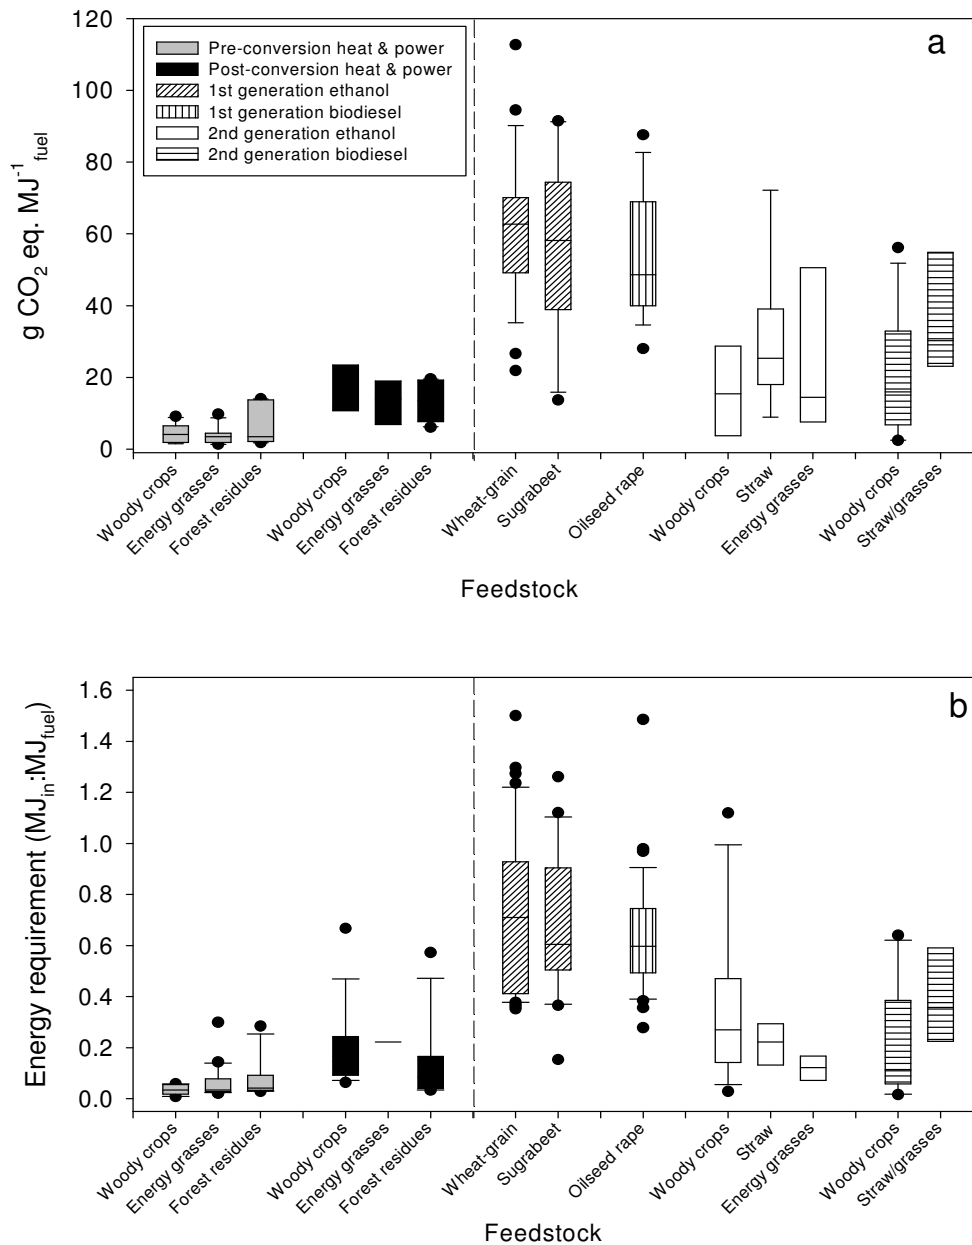 120
100
80
60
40
20
0
g CO₂ eq. MJ⁻¹fuel
a
Pre-conversion heat & power
Post-conversion heat & power
1st generation ethanol
1st generation biodiesel
2nd generation ethanol
2nd generation biodiesel
Woody crops
Energy grasses
Forest residues
Woody crops
Energy grasses
Forest residues
Wheat-grain
Sugrabeet
Oilseed rape
Woody crops
Straw
Energy grasses
Woody crops
Straw/grasses
Feedstock
1.6
1.4
1.2
1.0
0.8
0.6
0.4
0.2
0.0
Energy requirement (MJin:MJfuel)
b
Woody crops
Energy grasses
Forest residues
Woody crops
Energy grasses
Forest residues
Wheat-grain
Sugrabeet
Oilseed rape
Woody crops
Straw
Energy grasses
Woody crops
Straw/grasses
Feedstock